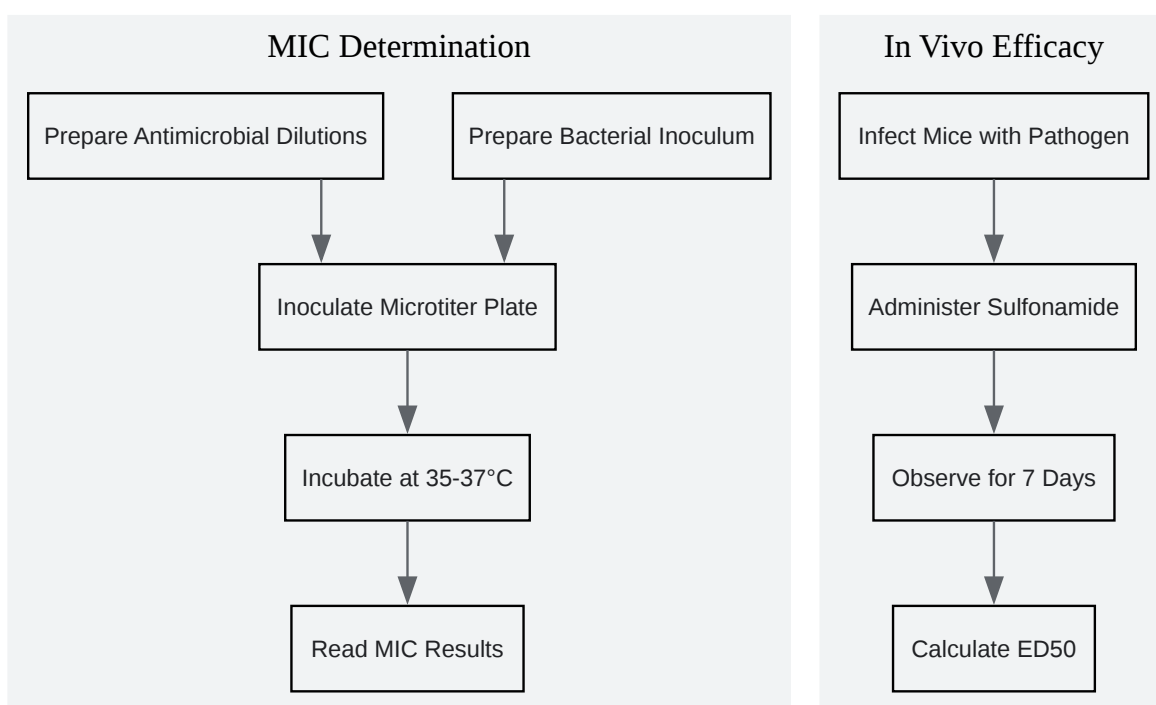 MIC Determination
Prepare Antimicrobial Dilutions
Prepare Bacterial Inoculum
Inoculate Microtiter Plate
Incubate at 35-37°C
Read MIC Results
In Vivo Efficacy
Infect Mice with Pathogen
Administer Sulfonamide
Observe for 7 Days
Calculate ED50